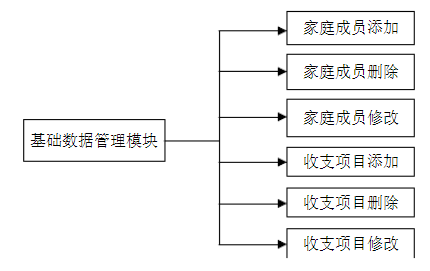 家庭成员添加
家庭成员删除
家庭成员修改
基础数据管理模块
收支项目添加
收支项目删除
收支项目修改